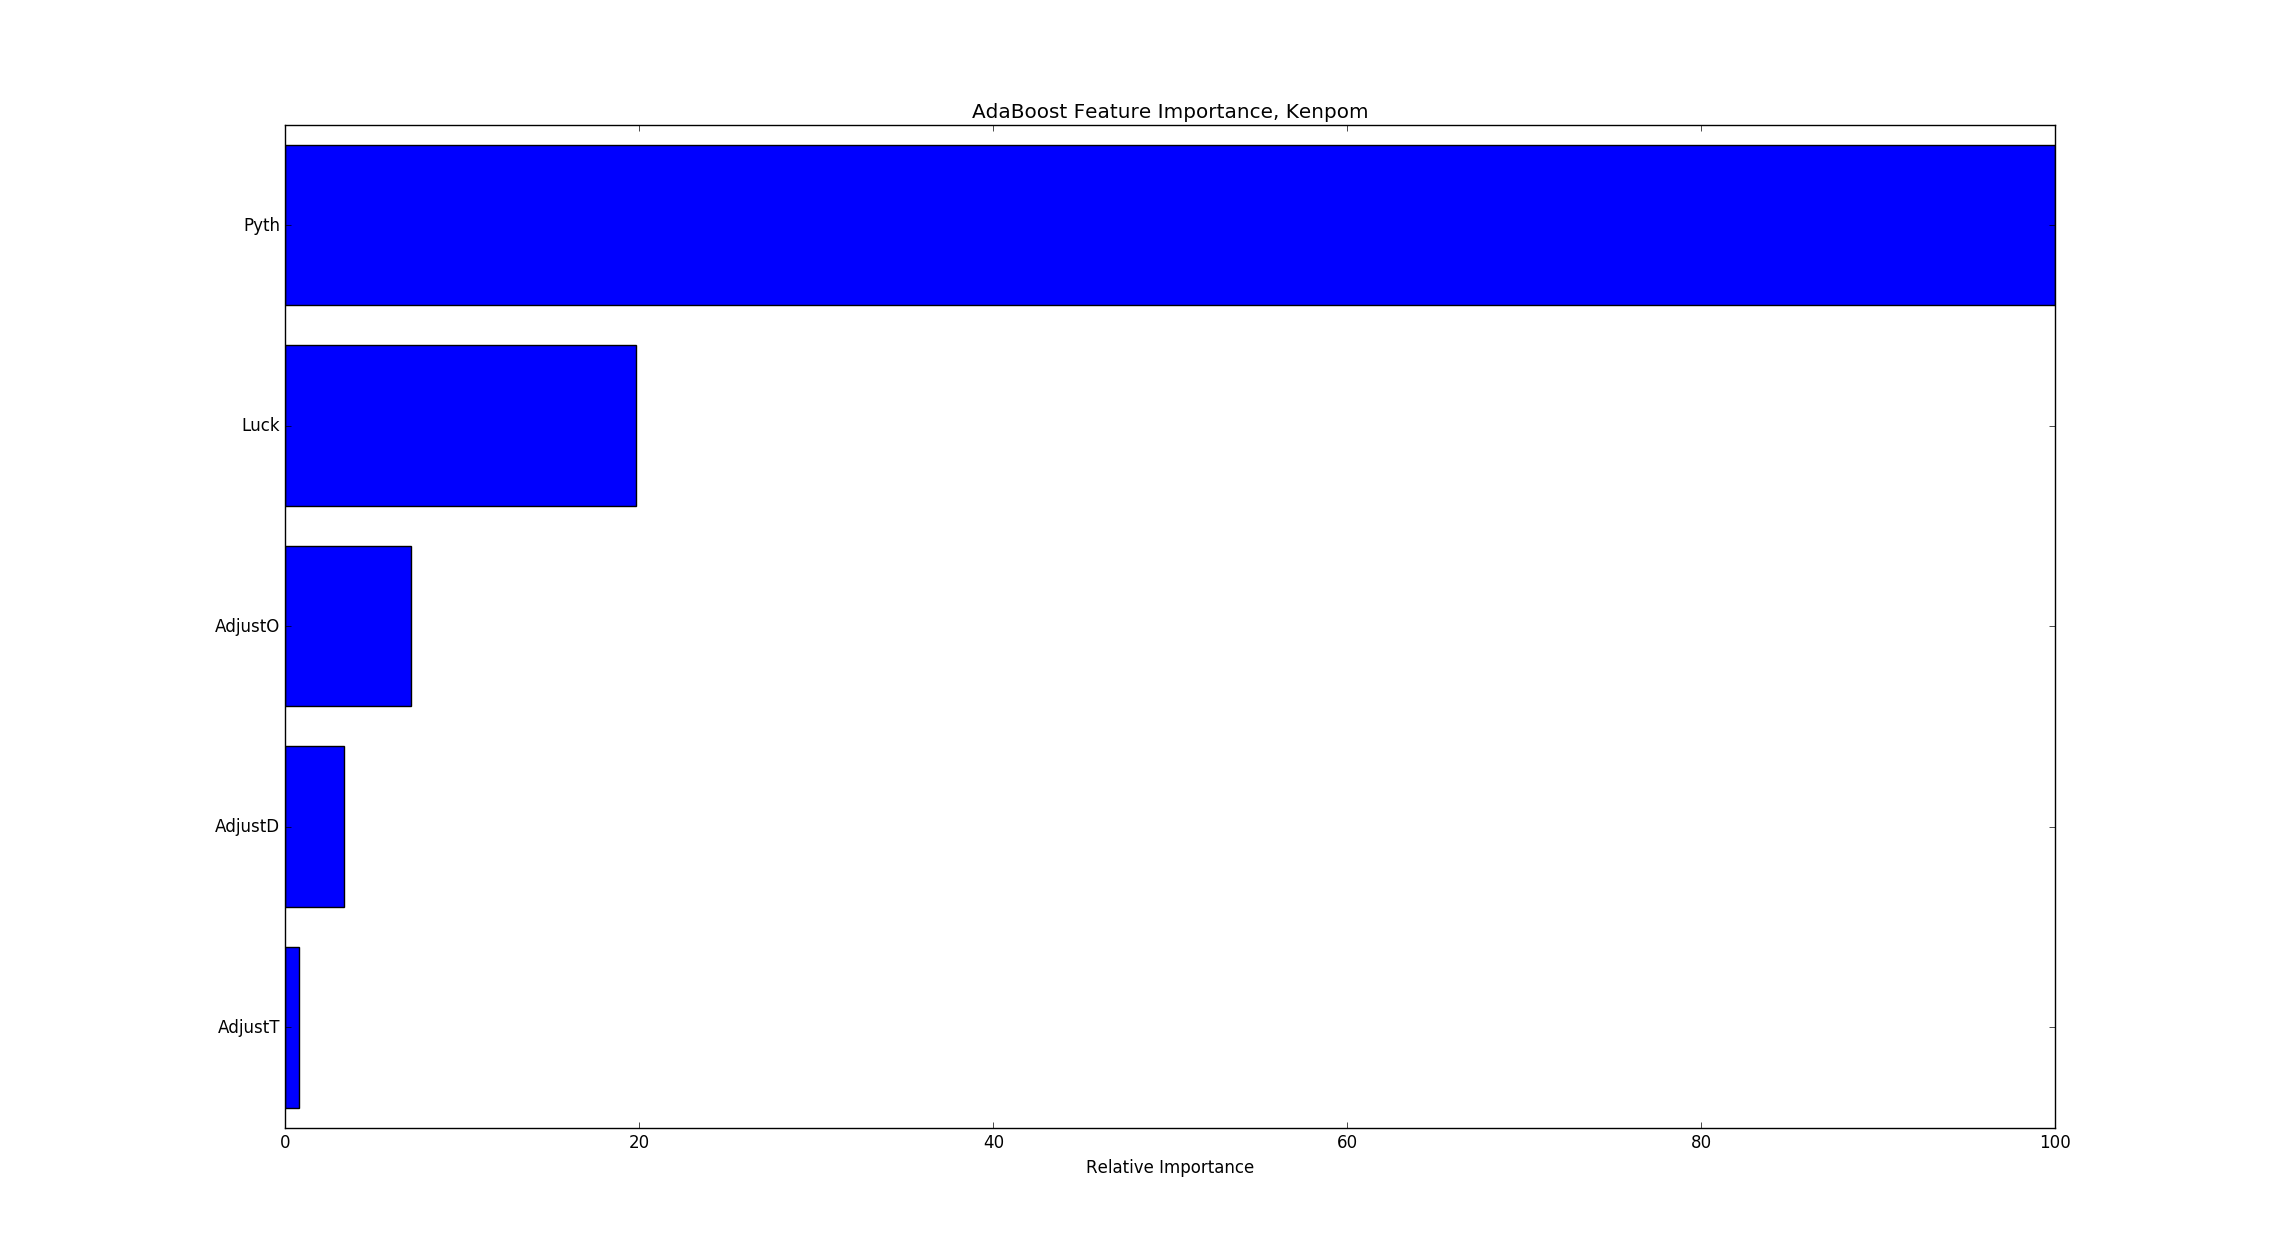 AdaBoost Feature Importance, Kenpom
Pyth
Luck
AdjustO
AdjustD
AdjustT
0 20 40 60 80 100
Relative Importance